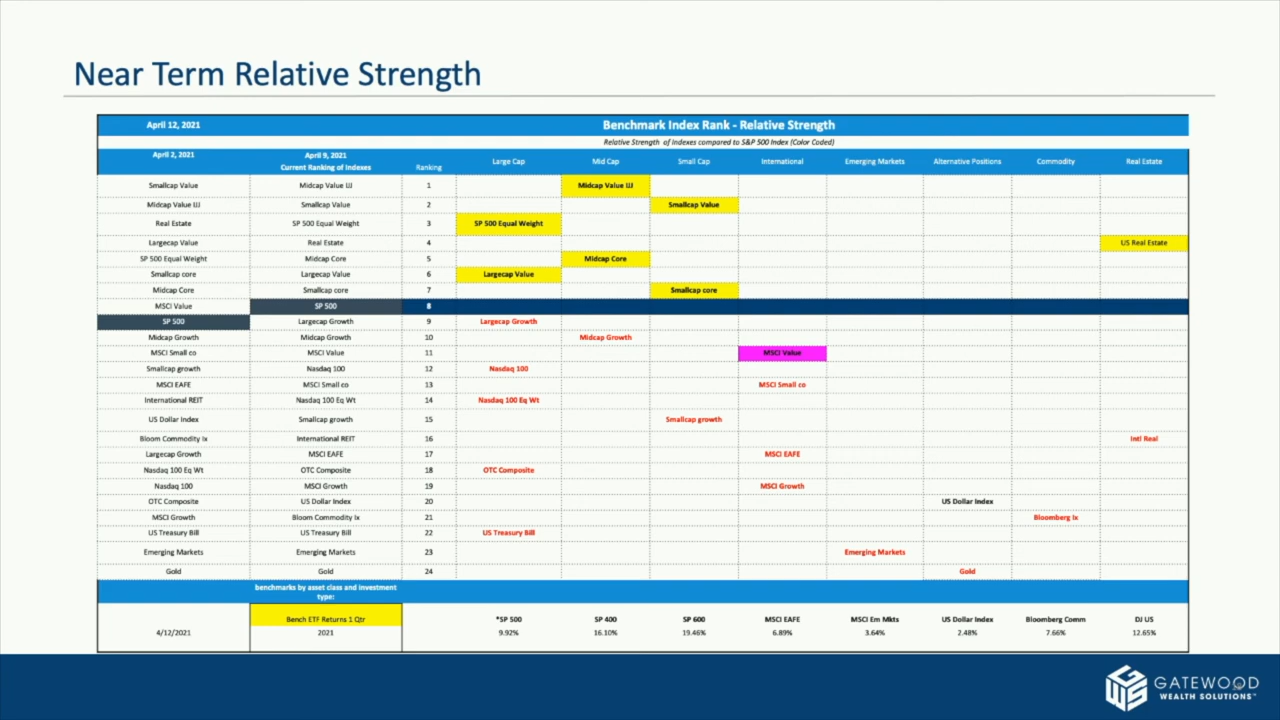 Near Term Relative Strength
April 12, 2021 Benchmark Index Rank - Relative Strength
Relative Strength of Indexes compared to S&P 500 Index (Color Coded)
April 2, 2021 April 9, 2021
Current Ranking of Indexes Ranking Large Cap Mid Cap Small Cap International Emerging Markets Alternative Positions Commodity Real Estate
Smallcap Value Midcap Value IJJ 1 Midcap Value IJJ
Midcap Value IJJ Smallcap Value 2 Smallcap Value
Real Estate SP 500 Equal Weight 3 SP 500 Equal Weight
Largecap Value Real Estate 4 US Real Estate
SP 500 Equal Weight Midcap Core 5 Midcap Core
Smallcap core Largecap Value 6 Largecap Value
Midcap Core Smallcap core 7 Smallcap core
MSCI Value SP 500 8
SP 500 Largecap Growth 9 Largecap Growth
Midcap Growth Midcap Growth 10 Midcap Growth
MSCI Small co MSCI Value 11 MSCI Value
Smallcap growth Nasdaq 100 12 Nasdaq 100
MSCI EAFE MSCI Small co 13 MSCI Small co
International REIT Nasdaq 100 Eq Wt 14 Nasdaq 100 Eq Wt
US Dollar Index Smallcap growth 15 Smallcap growth
Bloom Commodity Ix International REIT 16 Intl Real
Largecap Growth MSCI EAFE 17 MSCI EAFE
Nasdaq 100 Eq Wt OTC Composite 18 OTC Composite
Nasdaq 100 MSCI Growth 19 MSCI Growth
OTC Composite US Dollar Index 20 US Dollar Index
MSCI Growth Bloom Commodity Ix 21 Bloomberg Ix
US Treasury Bill US Treasury Bill 22 US Treasury Bill
Emerging Markets Emerging Markets 23 Emerging Markets
Gold Gold 24 Gold
benchmarks by asset class and investment
type:
Bench ETF Returns 1 Qtr *SP 500 SP 400 SP 600 MSCI EAFE MSCI Em Mkts US Dollar Index Bloomberg Comm DJ US
4/12/2021 2021 9.92% 16.10% 19.46% 6.89% 3.64% 2.48% 7.66% 12.65%
GATEWOOD
WEALTH SOLUTIONS™